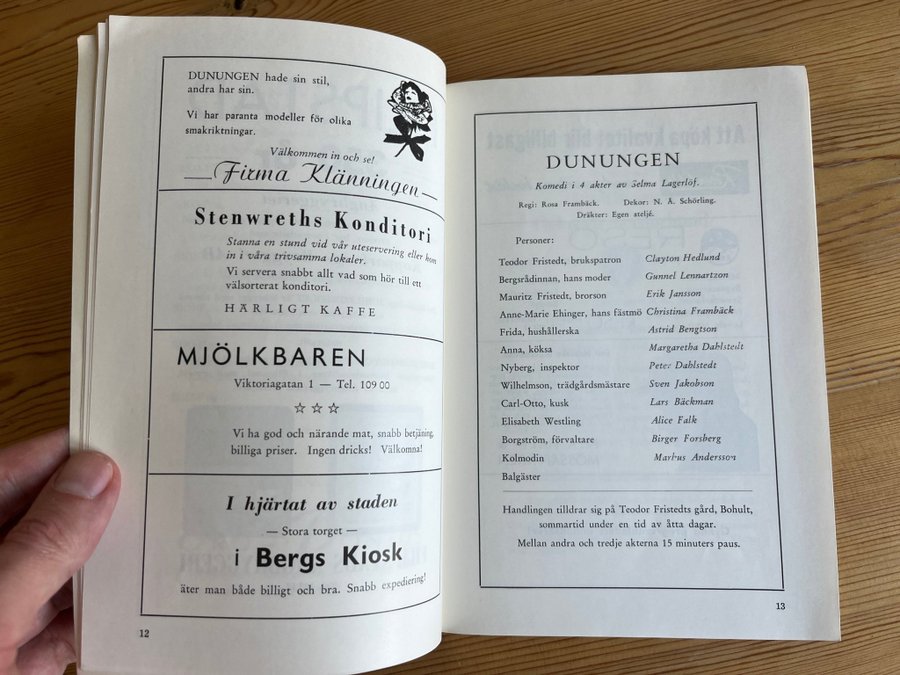 DUNUNGEN hade sin stil,
andra har sin.
Vi har paranta modeller för olika
smakriktningar.
Välkommen in och se!
Firma Klänningen
Stenwreths Konditori
Stanna en stund vid vår uteservering eller kom
in i våra trivsamma lokaler.
Vi servera snabbt allt vad som hör till ett
välsorterat konditori.
HÄRLIGT KAFFE
MJÖLKBAREN
Viktoriagatan 1 — Tel. 109 00
☆ ☆ ☆
Vi ha god och närande mat, snabb betjäning,
billiga priser. Ingen dricks! Välkomna!
I hjärtat av staden
— Stora torget —
i Bergs Kiosk
äter man både billigt och bra. Snabb expediering!
12
DUNUNGEN
Komedi i 4 akter av Selma Lagerlöf.
Regi: Rosa Frambäck. Dekor: N. Å. Schörling.
Dräkter: Egen ateljé.
Personer:
Teodor Fristedt, brukspatron Clayton Hedlund
Bergsrådinnan, hans moder Gunnel Lennartzon
Mauritz Fristedt, brorson Erik Jansson
Anne-Marie Ehinger, hans fästmö Christina Frambäck
Frida, hushållerska Astrid Bengtson
Anna, köksa Margaretha Dahlstedt
Nyberg, inspektor Peter Dahlstedt
Wilhelmson, trädgårdsmästare Sven Jakobson
Carl-Otto, kusk Lars Bäckman
Elisabeth Westling Alice Falk
Borgström, förvaltare Birger Forsberg
Kolmodin Markus Andersson
Balgäster
Handlingen tilldrar sig på Teodor Fristedts gård, Bohult,
sommartid under en tid av åtta dagar.
Mellan andra och tredje akterna 15 minuters paus.
13